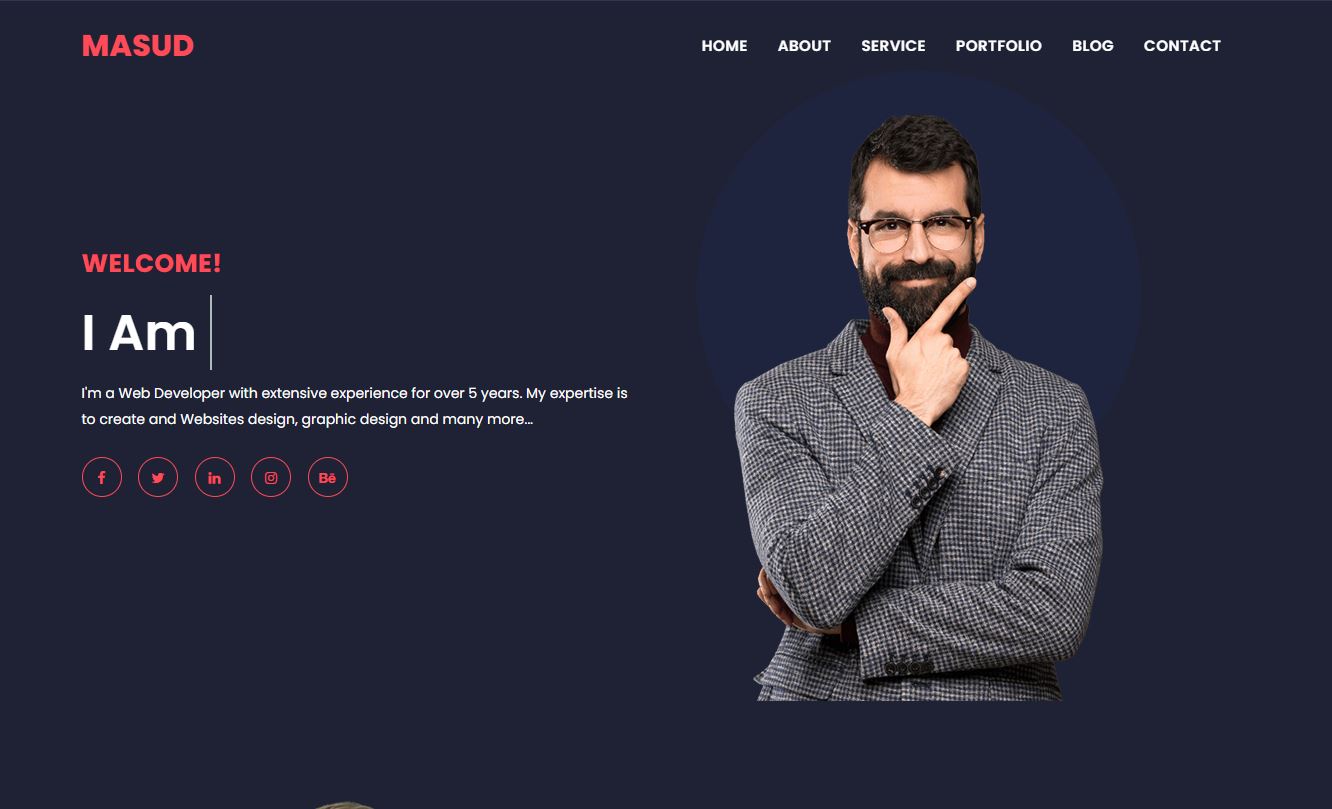 MASUD
HOME ABOUT SERVICE PORTFOLIO BLOG CONTACT
WELCOME!
I Am
I'm a Web Developer with extensive experience for over 5 years. My expertise is
to create and Websites design, graphic design and many more...
Bē